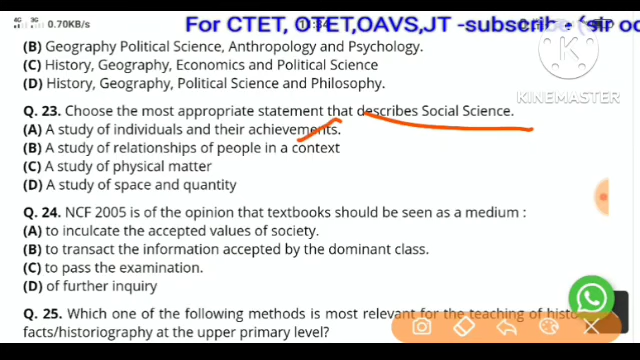 4G 3G 0.70KB/s
For CTET, OTET,OAVS,JT -subscribe (sir
(B) Geography Political Science, Anthropology and Psychology.
(C) History, Geography, Economics and Political Science
(D) History, Geography, Political Science and Philosophy.
KINEMASTER
Q. 23. Choose the most appropriate statement that describes Social Science.
(A) A study of individuals and their achievements.
(B) A study of relationships of people in a context
(C) A study of physical matter
(D) A study of space and quantity
Q. 24. NCF 2005 is of the opinion that textbooks should be seen as a medium :
(A) to inculcate the accepted values of society.
(B) to transact the information accepted by the dominant class.
(C) to pass the examination.
(D) of further inquiry
Q. 25. Which one of the following methods is most relevant for the teaching of
facts/historiography at the upper primary level?